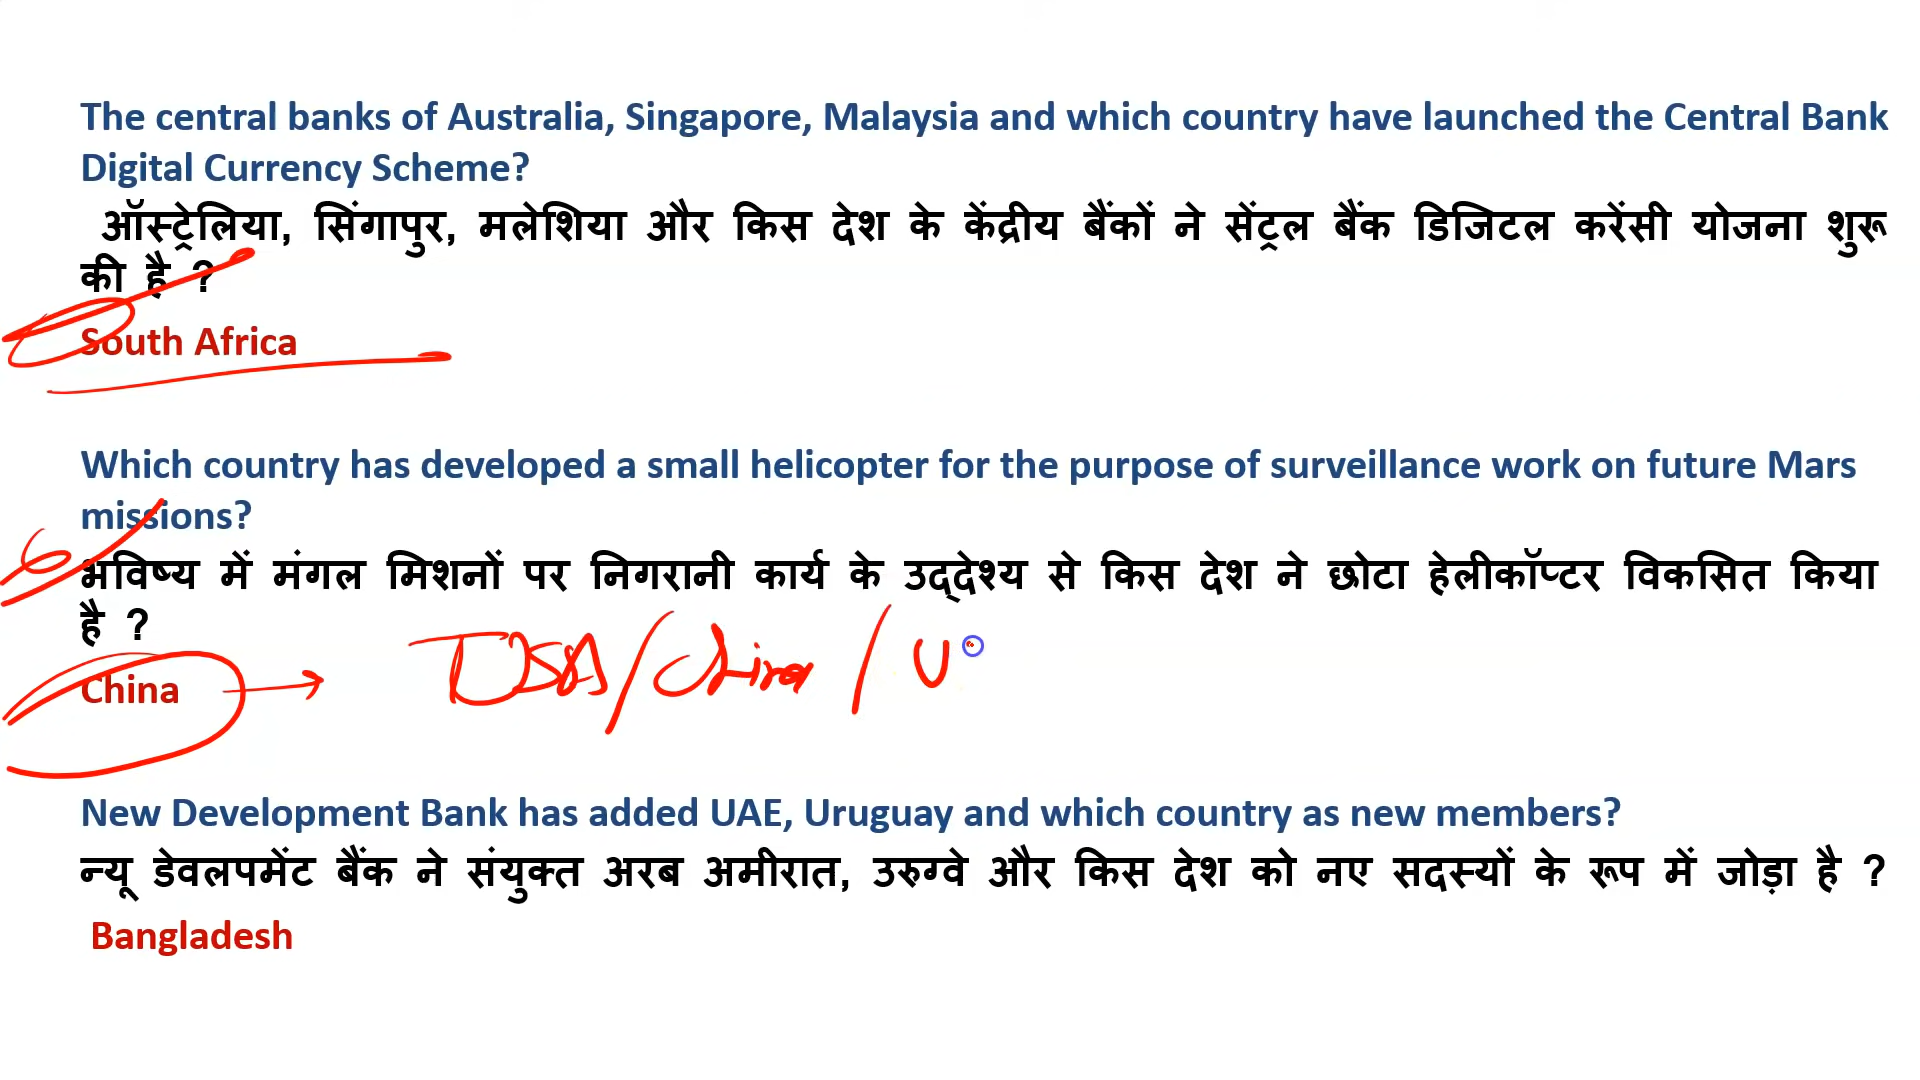 The central banks of Australia, Singapore, Malaysia and which country have launched the Central Bank
Digital Currency Scheme?
ऑस्ट्रेलिया, सिंगापुर, मलेशिया और किस देश के केंद्रीय बैंकों ने सेंट्रल बैंक डिजिटल करेंसी योजना शुरू
की है ?
South Africa
Which country has developed a small helicopter for the purpose of surveillance work on future Mars
missions?
भविष्य में मंगल मिशनों पर निगरानी कार्य के उद्देश्य से किस देश ने छोटा हेलीकॉप्टर विकसित किया
है ?
China / China / U
New Development Bank has added UAE, Uruguay and which country as new members?
न्यू डेवलपमेंट बैंक ने संयुक्त अरब अमीरात, उरुग्वे और किस देश को नए सदस्यों के रूप में जोड़ा है ?
Bangladesh